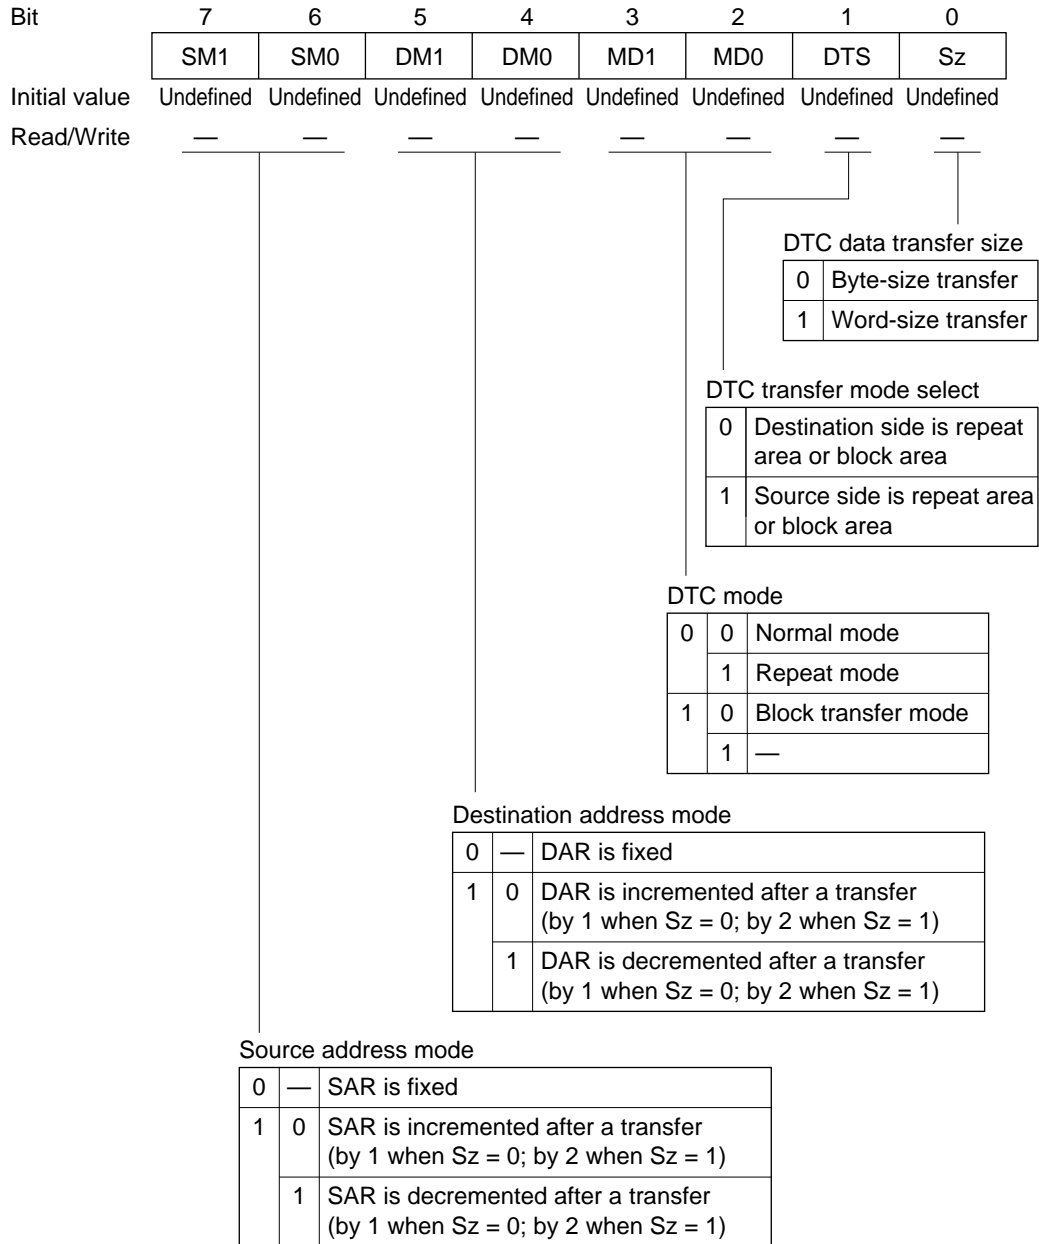 Bit 7 6 5 4 3 2 1 0
SM1 SM0 DM1 DM0 MD1 MD0 DTS Sz
Initial value Undefined Undefined Undefined Undefined Undefined Undefined Undefined Undefined
Read/Write — — — — — — — —
DTC data transfer size
0 Byte-size transfer
1 Word-size transfer
DTC transfer mode select
0 Destination side is repeat
area or block area
1 Source side is repeat area
or block area
DTC mode
0 0 Normal mode
1 Repeat mode
1 0 Block transfer mode
1 —
Destination address mode
0 — DAR is fixed
1 0 DAR is incremented after a transfer
(by 1 when Sz = 0; by 2 when Sz = 1)
1 DAR is decremented after a transfer
(by 1 when Sz = 0; by 2 when Sz = 1)
Source address mode
0 — SAR is fixed
1 0 SAR is incremented after a transfer
(by 1 when Sz = 0; by 2 when Sz = 1)
1 SAR is decremented after a transfer
(by 1 when Sz = 0; by 2 when Sz = 1)